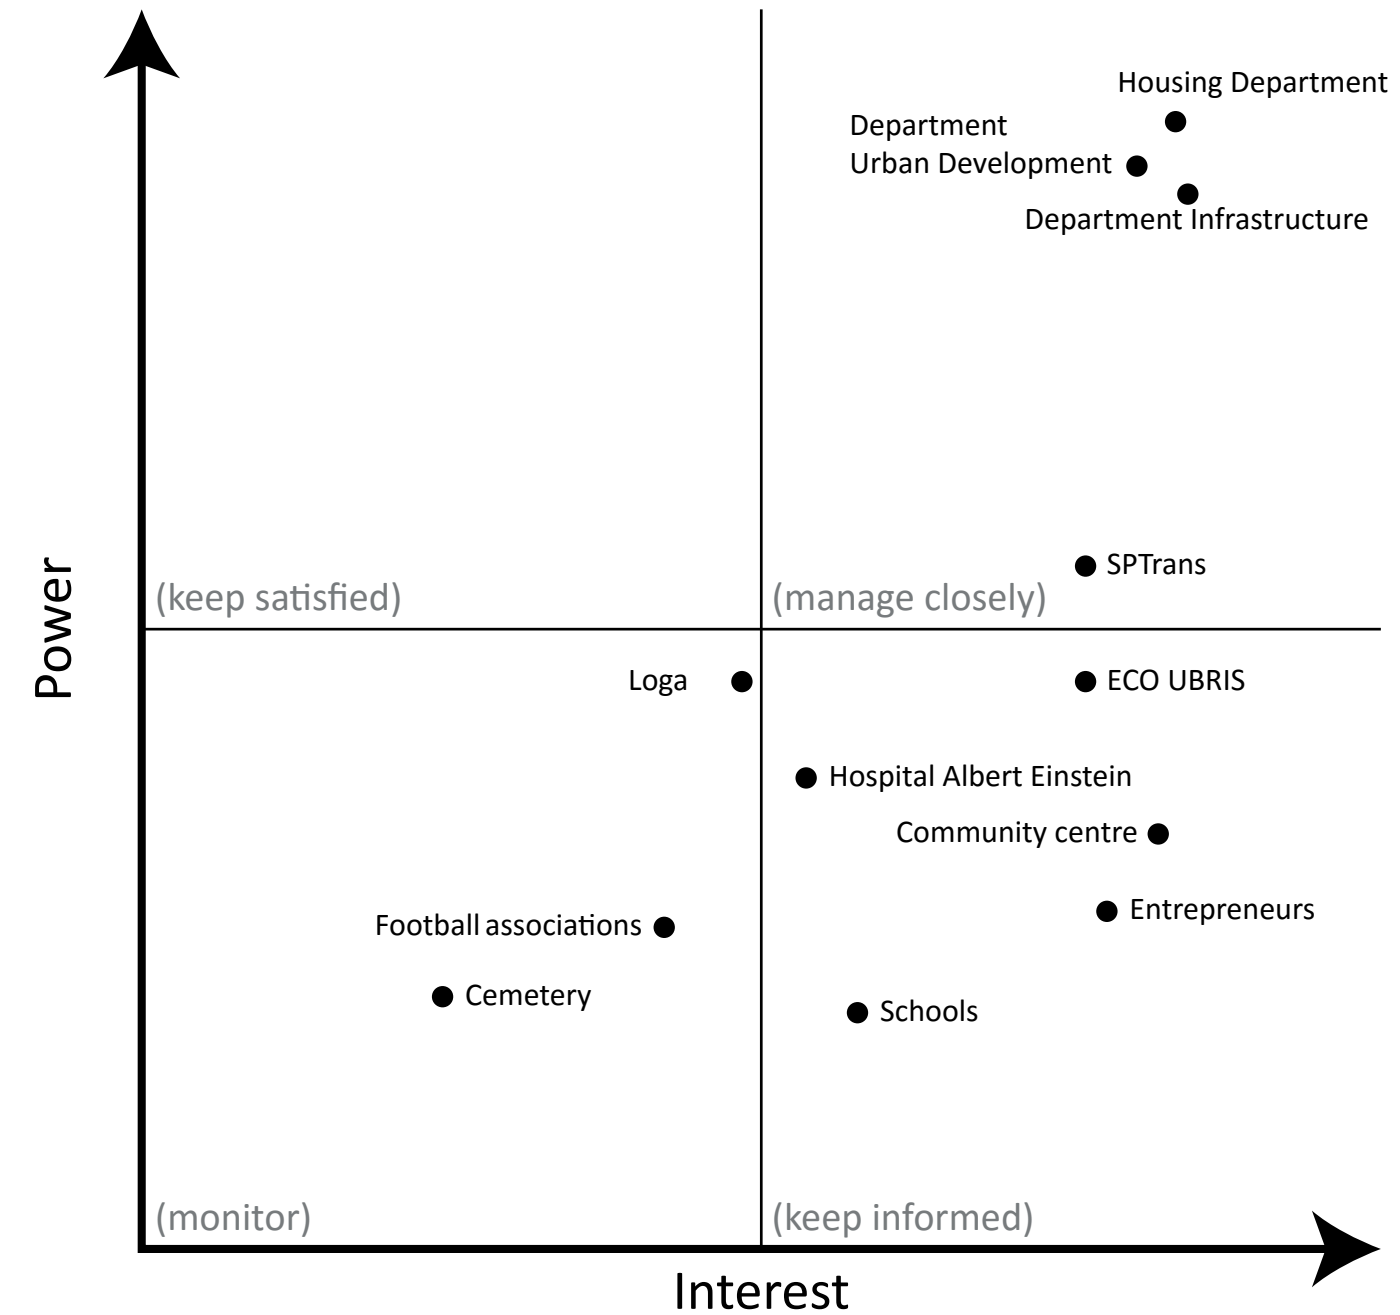 Housing Department
Department
Urban Development
Department Infrastructure
SPTrans
(keep satisfied)
(manage closely)
Power
Loga
ECO UBRIS
Hospital Albert Einstein
Community centre
Entrepreneurs
Football associations
Cemetery
Schools
(monitor)
(keep informed)
Interest